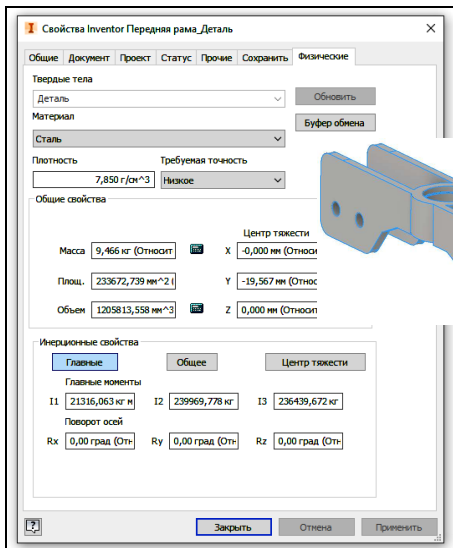 Свойства Inventor Передняя рама_Деталь
Общие Документ Проект Статус Прочие Сохранить Физические
Твердые тела
Деталь
Обновить
Материал
Буфер обмена
Сталь
Плотность Требуемая точность
7,850 г/см^3 Низкое
Общие свойства
Центр тяжести
Масса 9,466 кг (Относит X -0,000 мм (Относи
Площ. 233672,739 мм^2 ( Y -19,567 мм (Относ
Объем 1205813,558 мм^3 Z 0,000 мм (Относит
Инерционные свойства
Главные Общее Центр тяжести
Главные моменты
I1 21316,063 кг м I2 239969,778 кг I3 236439,672 кг
Поворот осей
Rx 0,00 град (Отн Ry 0,00 град (Отн Rz 0,00 град (Отн
Закрыть Отмена Применить